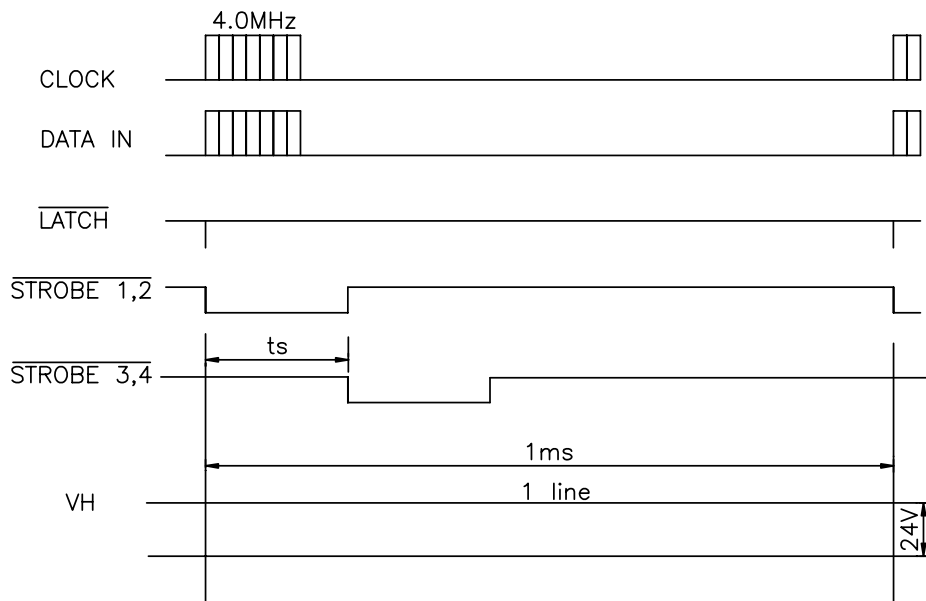 4.0MHz
CLOCK
DATA IN
LATCH
STROBE 1,2
ts
STROBE 3,4
1ms
1 line
VH
24V